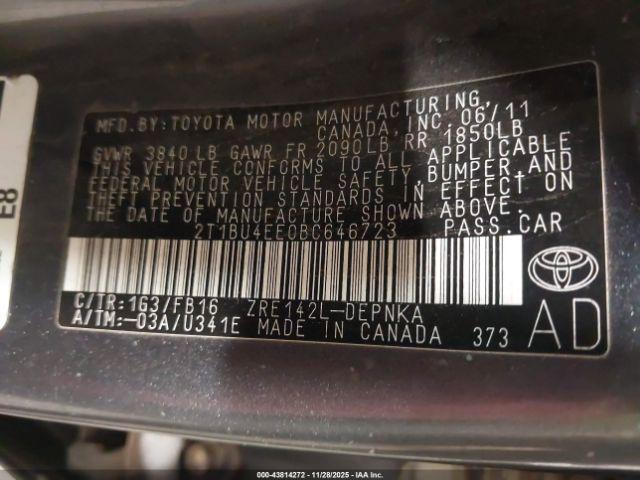 MFD. BY: TOYOTA MOTOR MANUFACTURING,
CANADA, INC. 06/11
GVWR 3840 LB GAWR FR 2090LB RR 1850LB
THIS VEHICLE CONFORMS TO ALL APPLICABLE
FEDERAL MOTOR VEHICLE SAFETY, BUMPER AND
THEFT PREVENTION STANDARDS IN EFFECT ON
THE DATE OF MANUFACTURE SHOWN ABOVE.
2T1BU4EE0BC646723 PASS.CAR
C/TR: 1G3/FB16 ZRE142L-DEPNKA
A/TM: -03A/U341E MADE IN CANADA 373
AD
E8
000-43814272 — 11/28/2025 — IAA Inc.